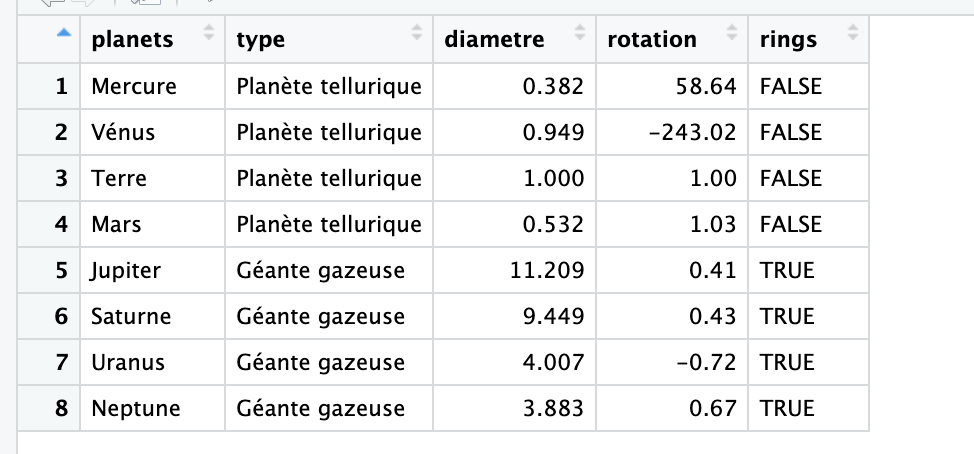 planets type diametre rotation rings
1 Mercure Planète tellurique 0.382 58.64 FALSE
2 Vénus Planète tellurique 0.949 -243.02 FALSE
3 Terre Planète tellurique 1.000 1.00 FALSE
4 Mars Planète tellurique 0.532 1.03 FALSE
5 Jupiter Géante gazeuse 11.209 0.41 TRUE
6 Saturne Géante gazeuse 9.449 0.43 TRUE
7 Uranus Géante gazeuse 4.007 -0.72 TRUE
8 Neptune Géante gazeuse 3.883 0.67 TRUE